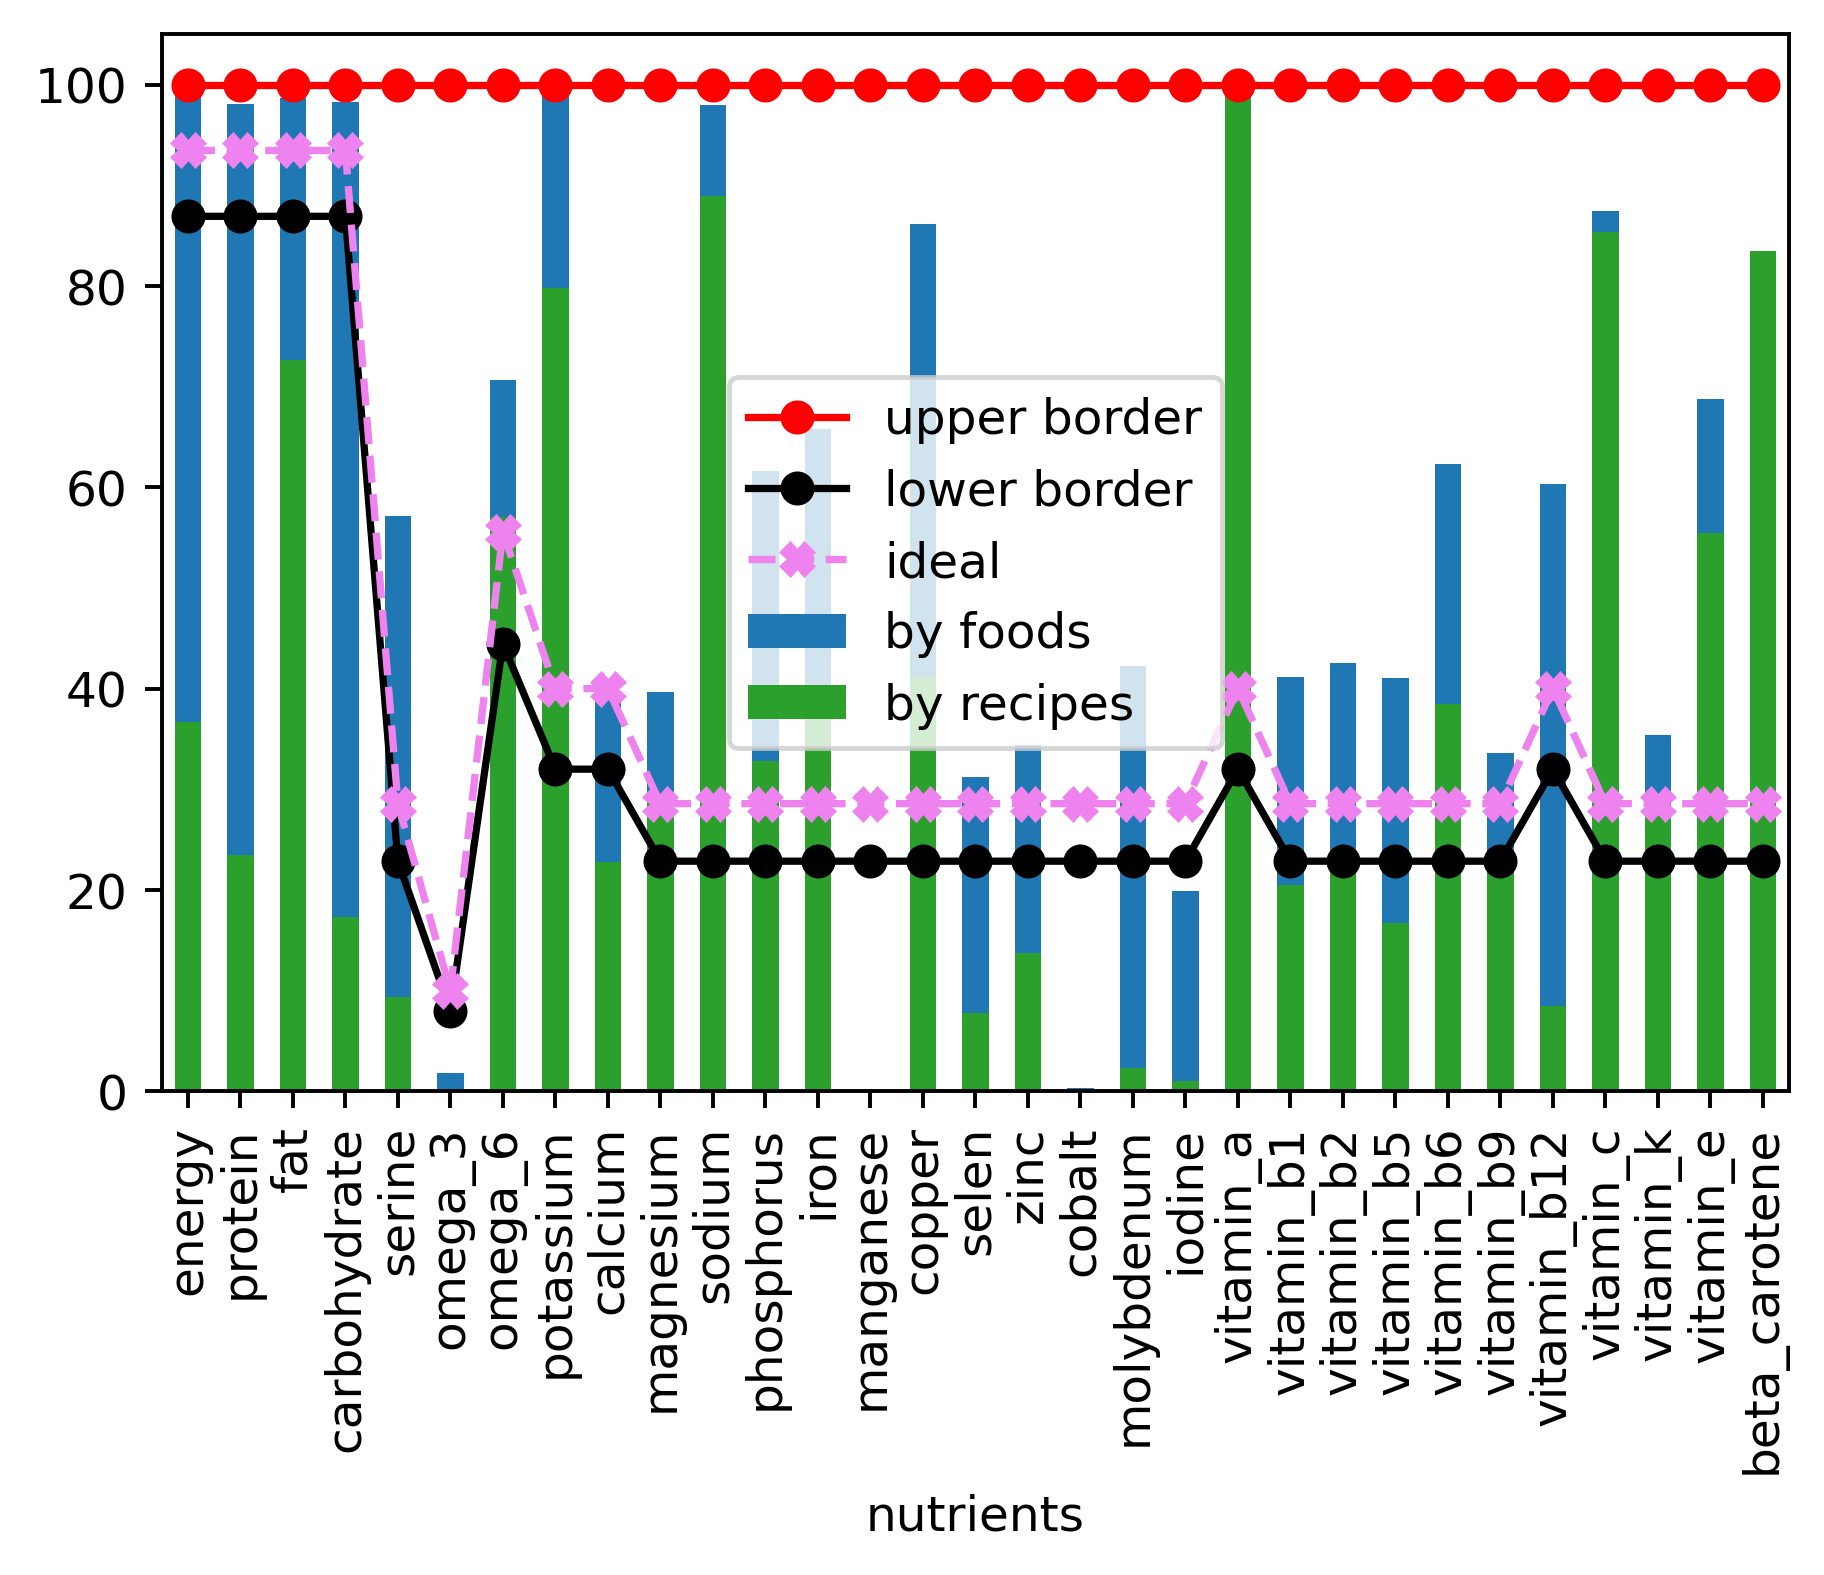 100
80
60
40
20
0
upper border
lower border
ideal
by foods
by recipes
energy
protein
fat
carbohydrate
serine
omega_3
omega_6
potassium
calcium
magnesium
sodium
phosphorus
iron
manganese
copper
selen
zinc
cobalt
molybdenum
iodine
vitamin_a
vitamin_b1
vitamin_b2
vitamin_b5
vitamin_b6
vitamin_b9
vitamin_b12
vitamin_c
vitamin_k
vitamin_e
beta_carotene
nutrients